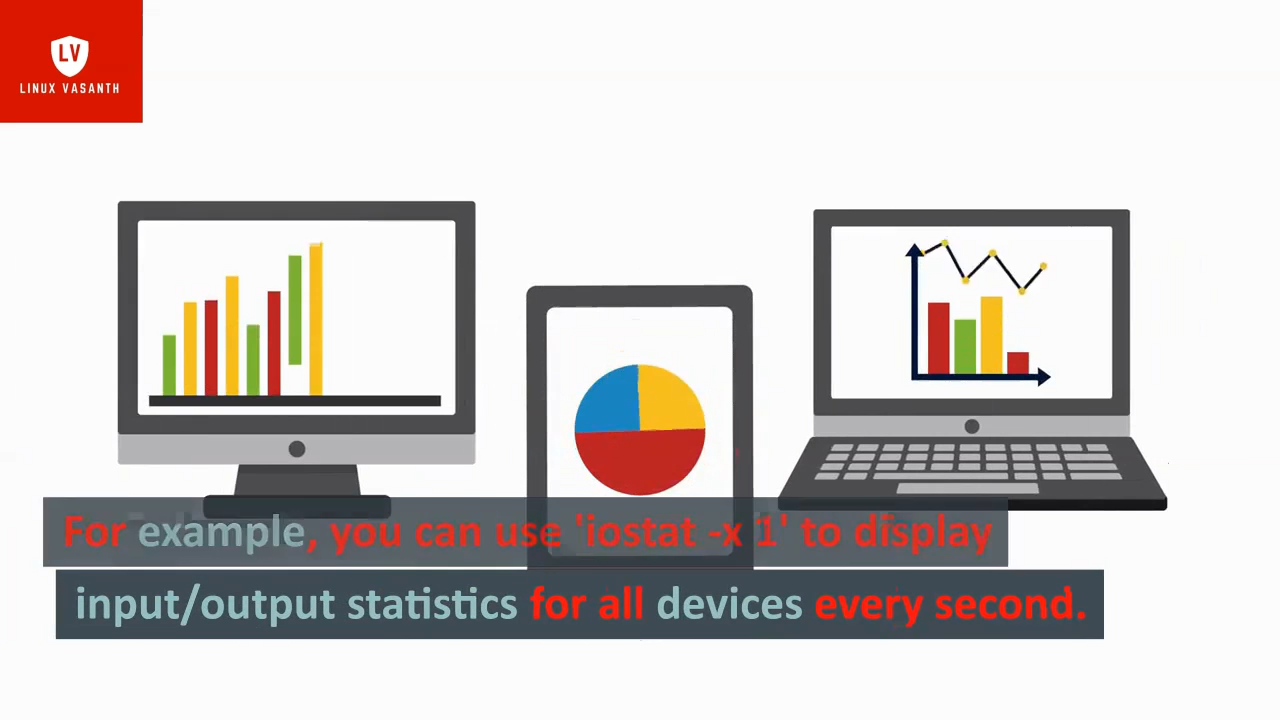 LV
LINUX VASANTH
For example, you can use 'iostat -x 1' to display
input/output statistics for all devices every second.